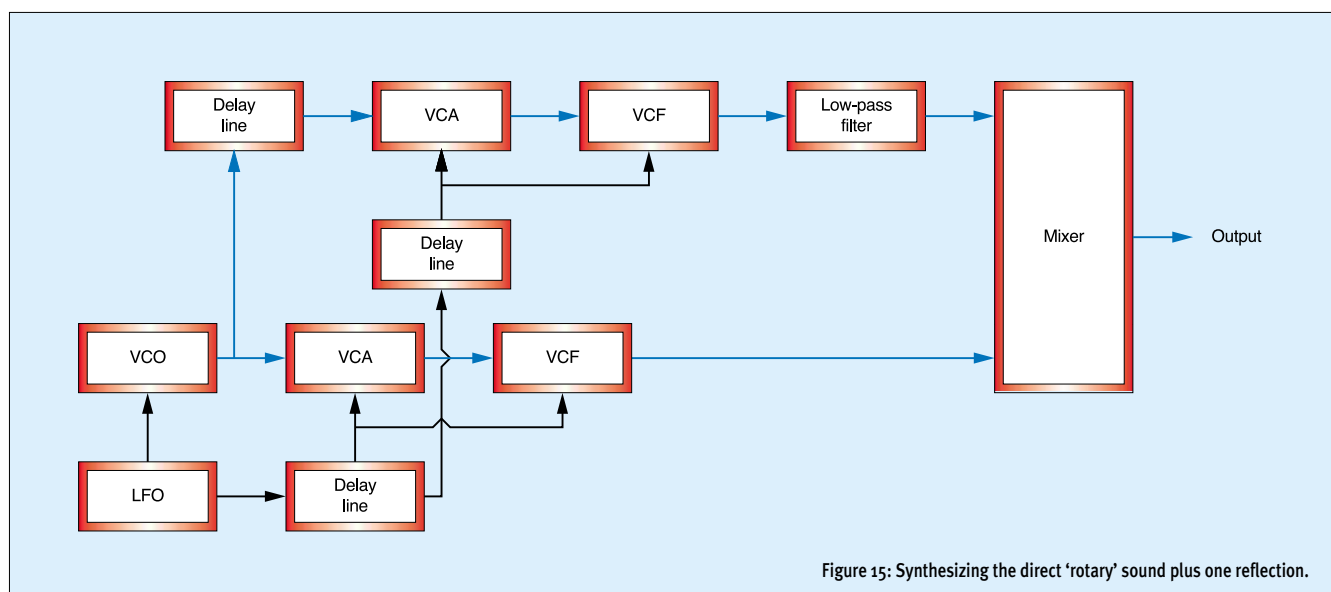 Delay
line
VCA
VCF
Low-pass
filter
Delay
line
Mixer
Output
VCO
VCA
VCF
LFO
Delay
line
Figure 15: Synthesizing the direct ‘rotary’ sound plus one reflection.